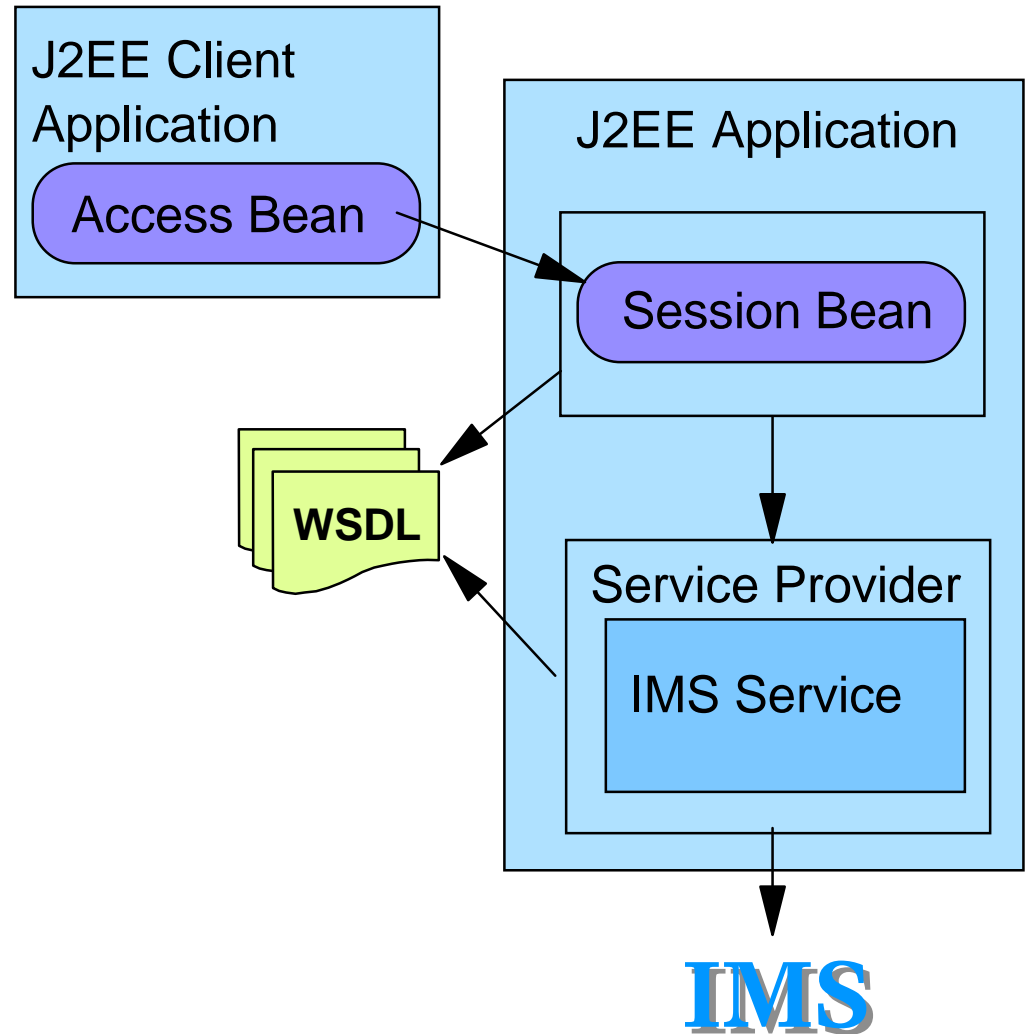 J2EE Client
Application
Access Bean
J2EE Application
Session Bean
WSDL
Service Provider
IMS Service
IMS